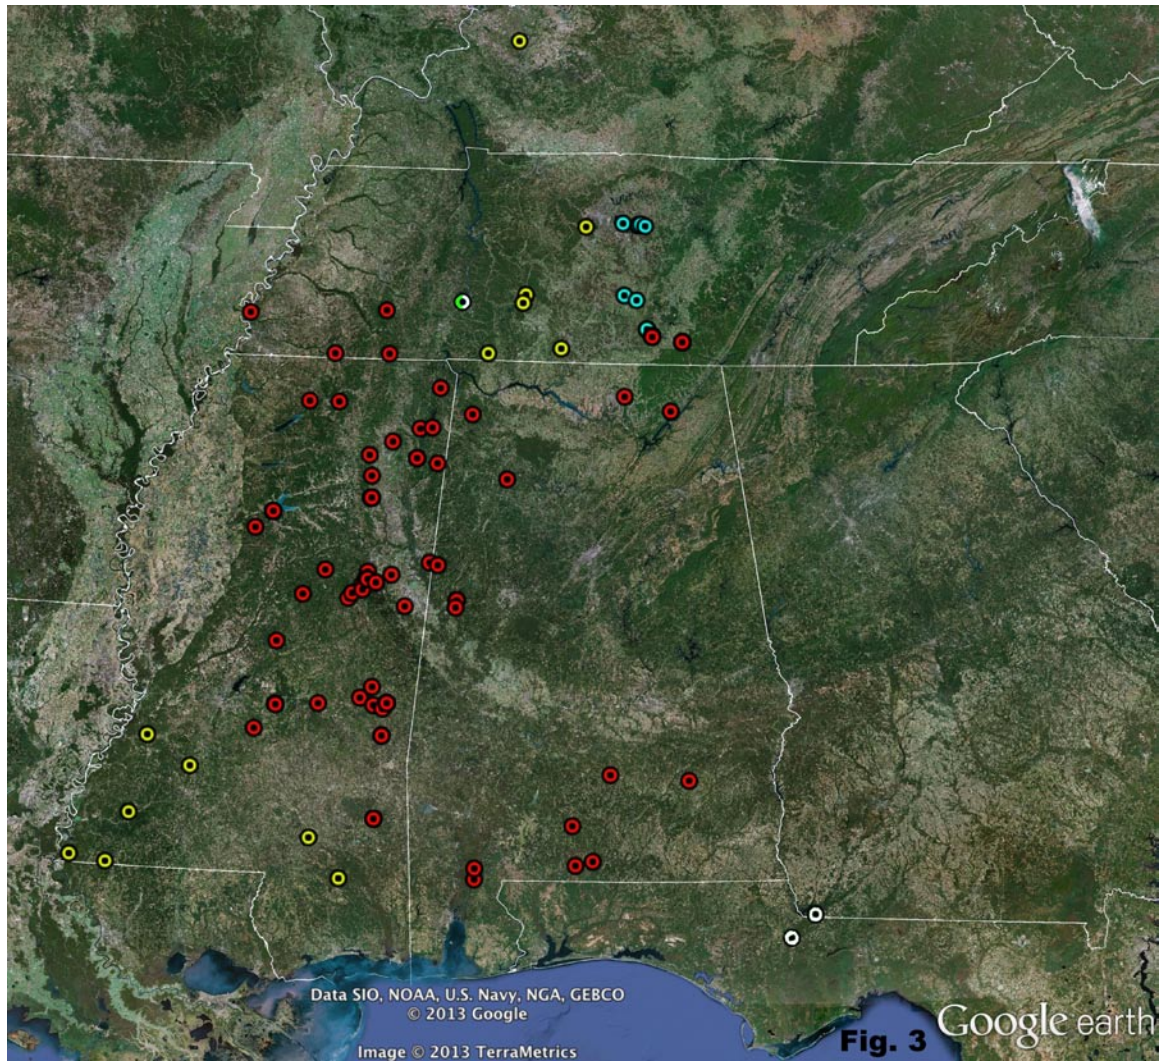 Data SIO, NOAA, U.S. Navy, NGA, GEBCO
© 2013 Google
Image © 2013 TerraMetrics
Fig. 3
Google earth